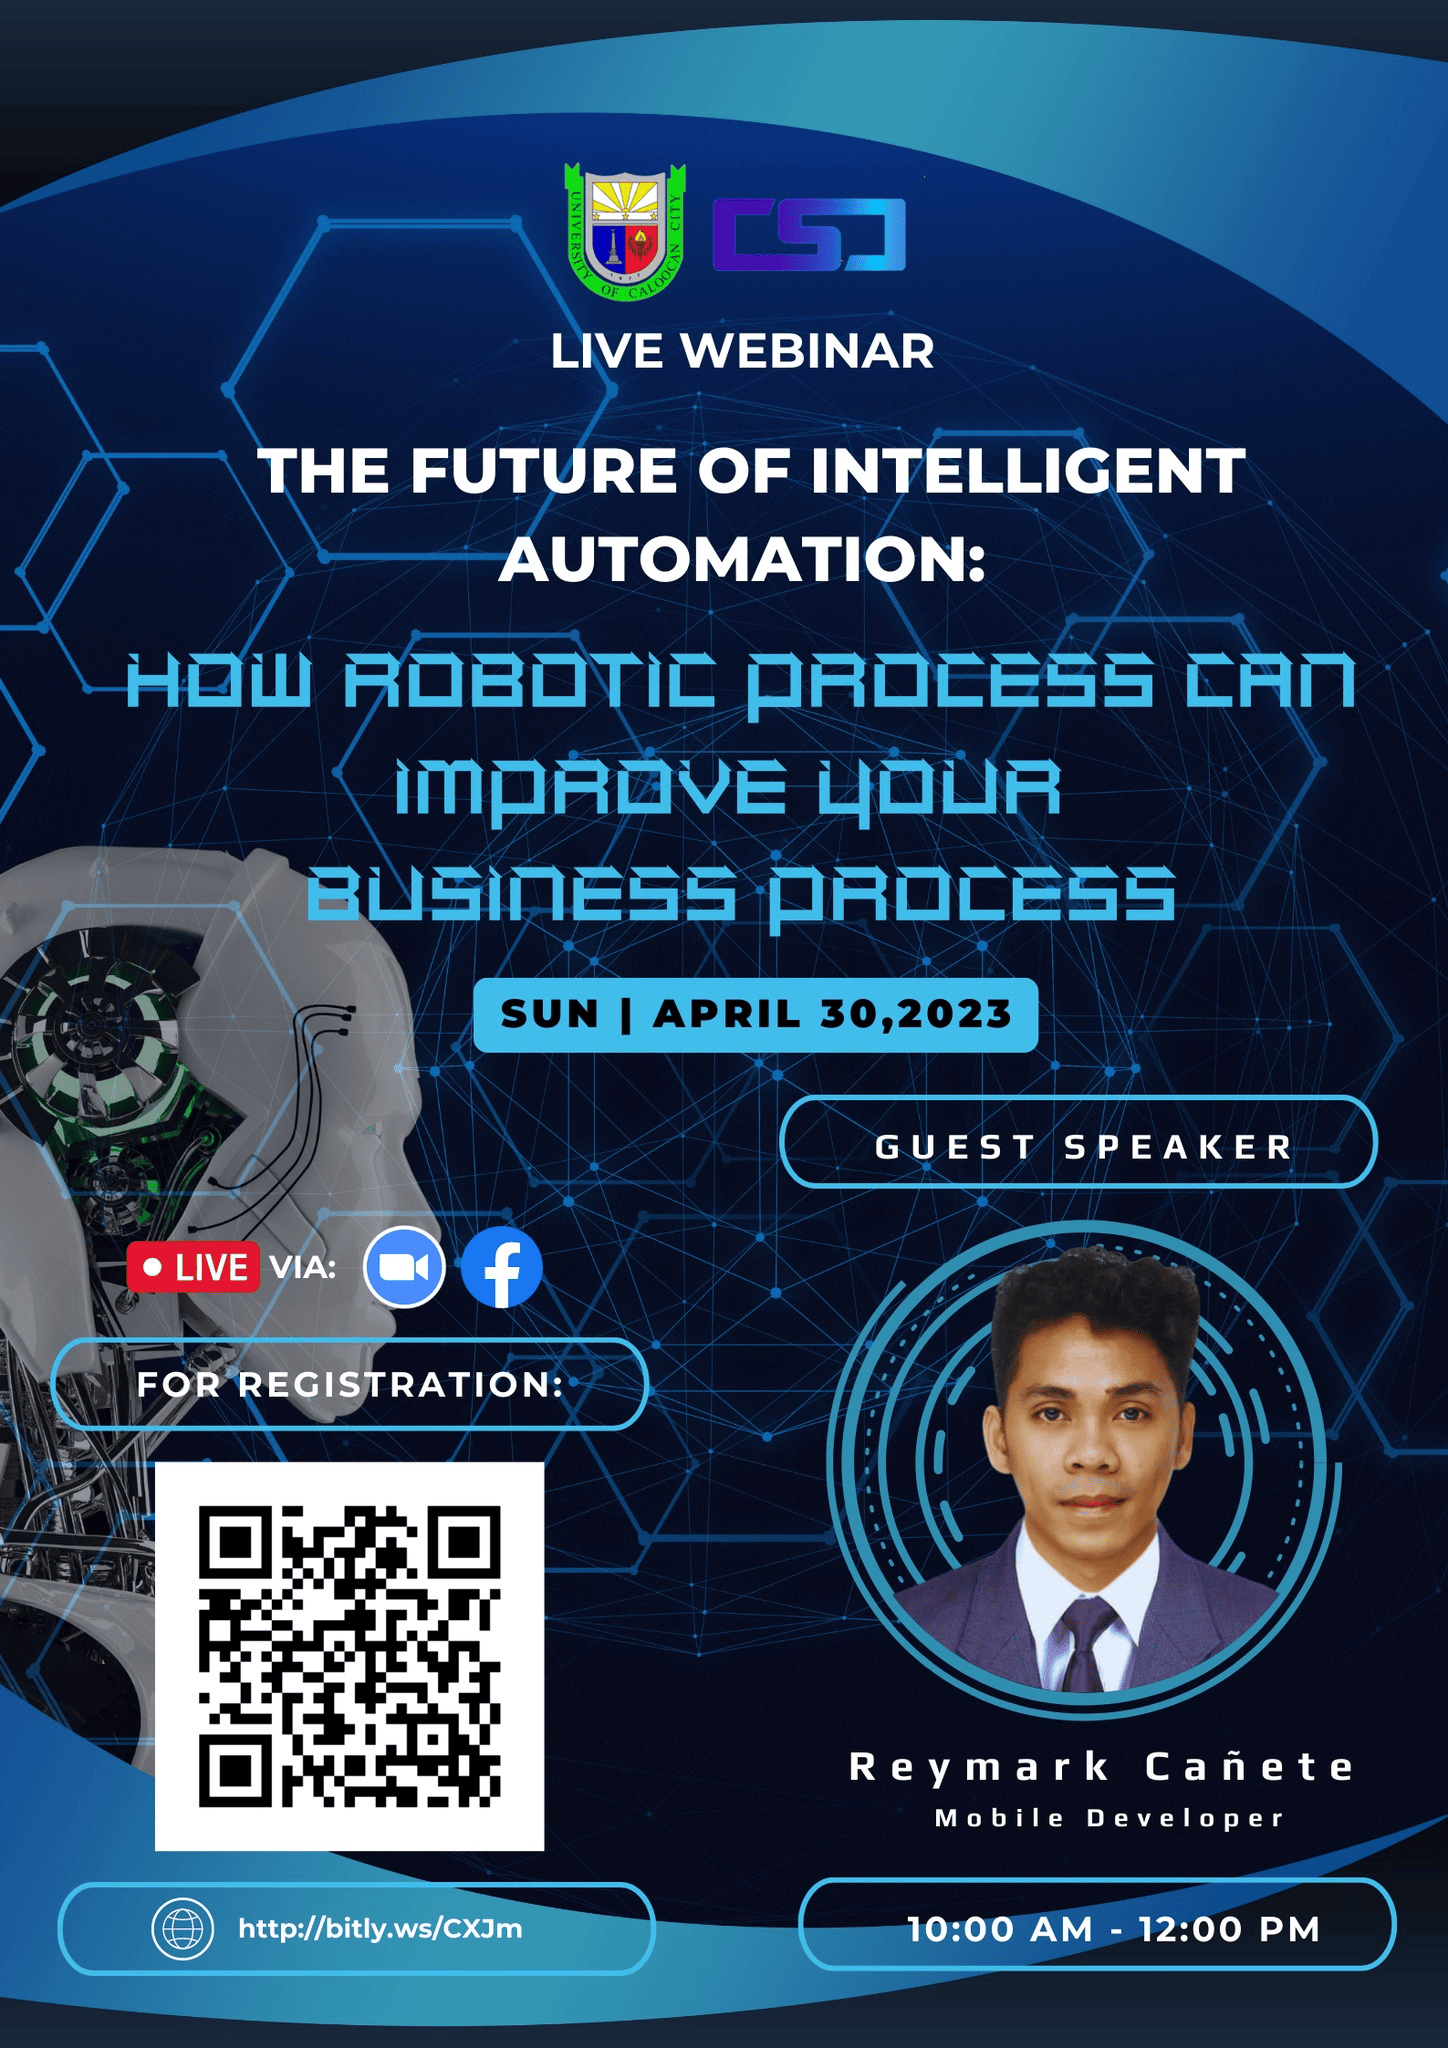 UNIVERSITY OF CALOOCAN CITY
CSD
LIVE WEBINAR
THE FUTURE OF INTELLIGENT
AUTOMATION:
HOW ROBOTIC PROCESS CAN
IMPROVE YOUR
BUSINESS PROCESS
SUN | APRIL 30,2023
GUEST SPEAKER
LIVE VIA:
FOR REGISTRATION:
Reymark Cañete
Mobile Developer
http://bitly.ws/CXJm
10:00 AM - 12:00 PM